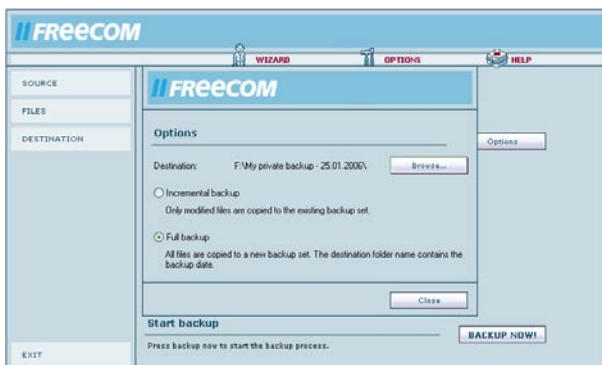 FREECOM
WIZARD OPTIONS HELP
SOURCE
FILES
DESTINATION
EXIT
FREECOM
Options
Destination: F:\My private backup - 25.01.2006\ Browse...
Incremental backup
Only modified files are copied to the existing backup set.
Full backup
All files are copied to a new backup set. The destination folder name contains the
backup date.
Close
Options
Start backup
Press backup now to start the backup process.
BACKUP NOW!